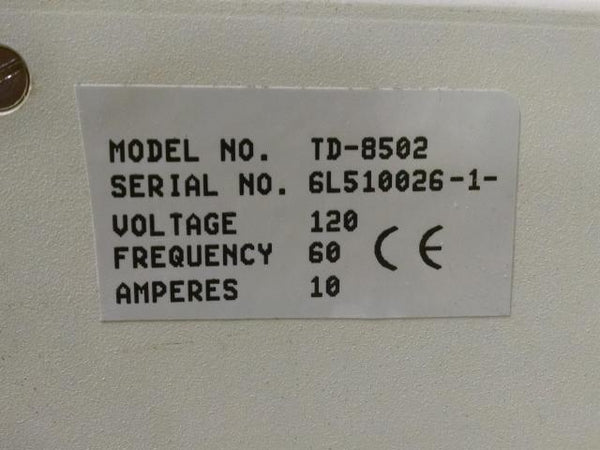 MODEL NO. TD-8502
SERIAL NO. 6L510026-1-
VOLTAGE 120
FREQUENCY 60 CE
AMPERES 10